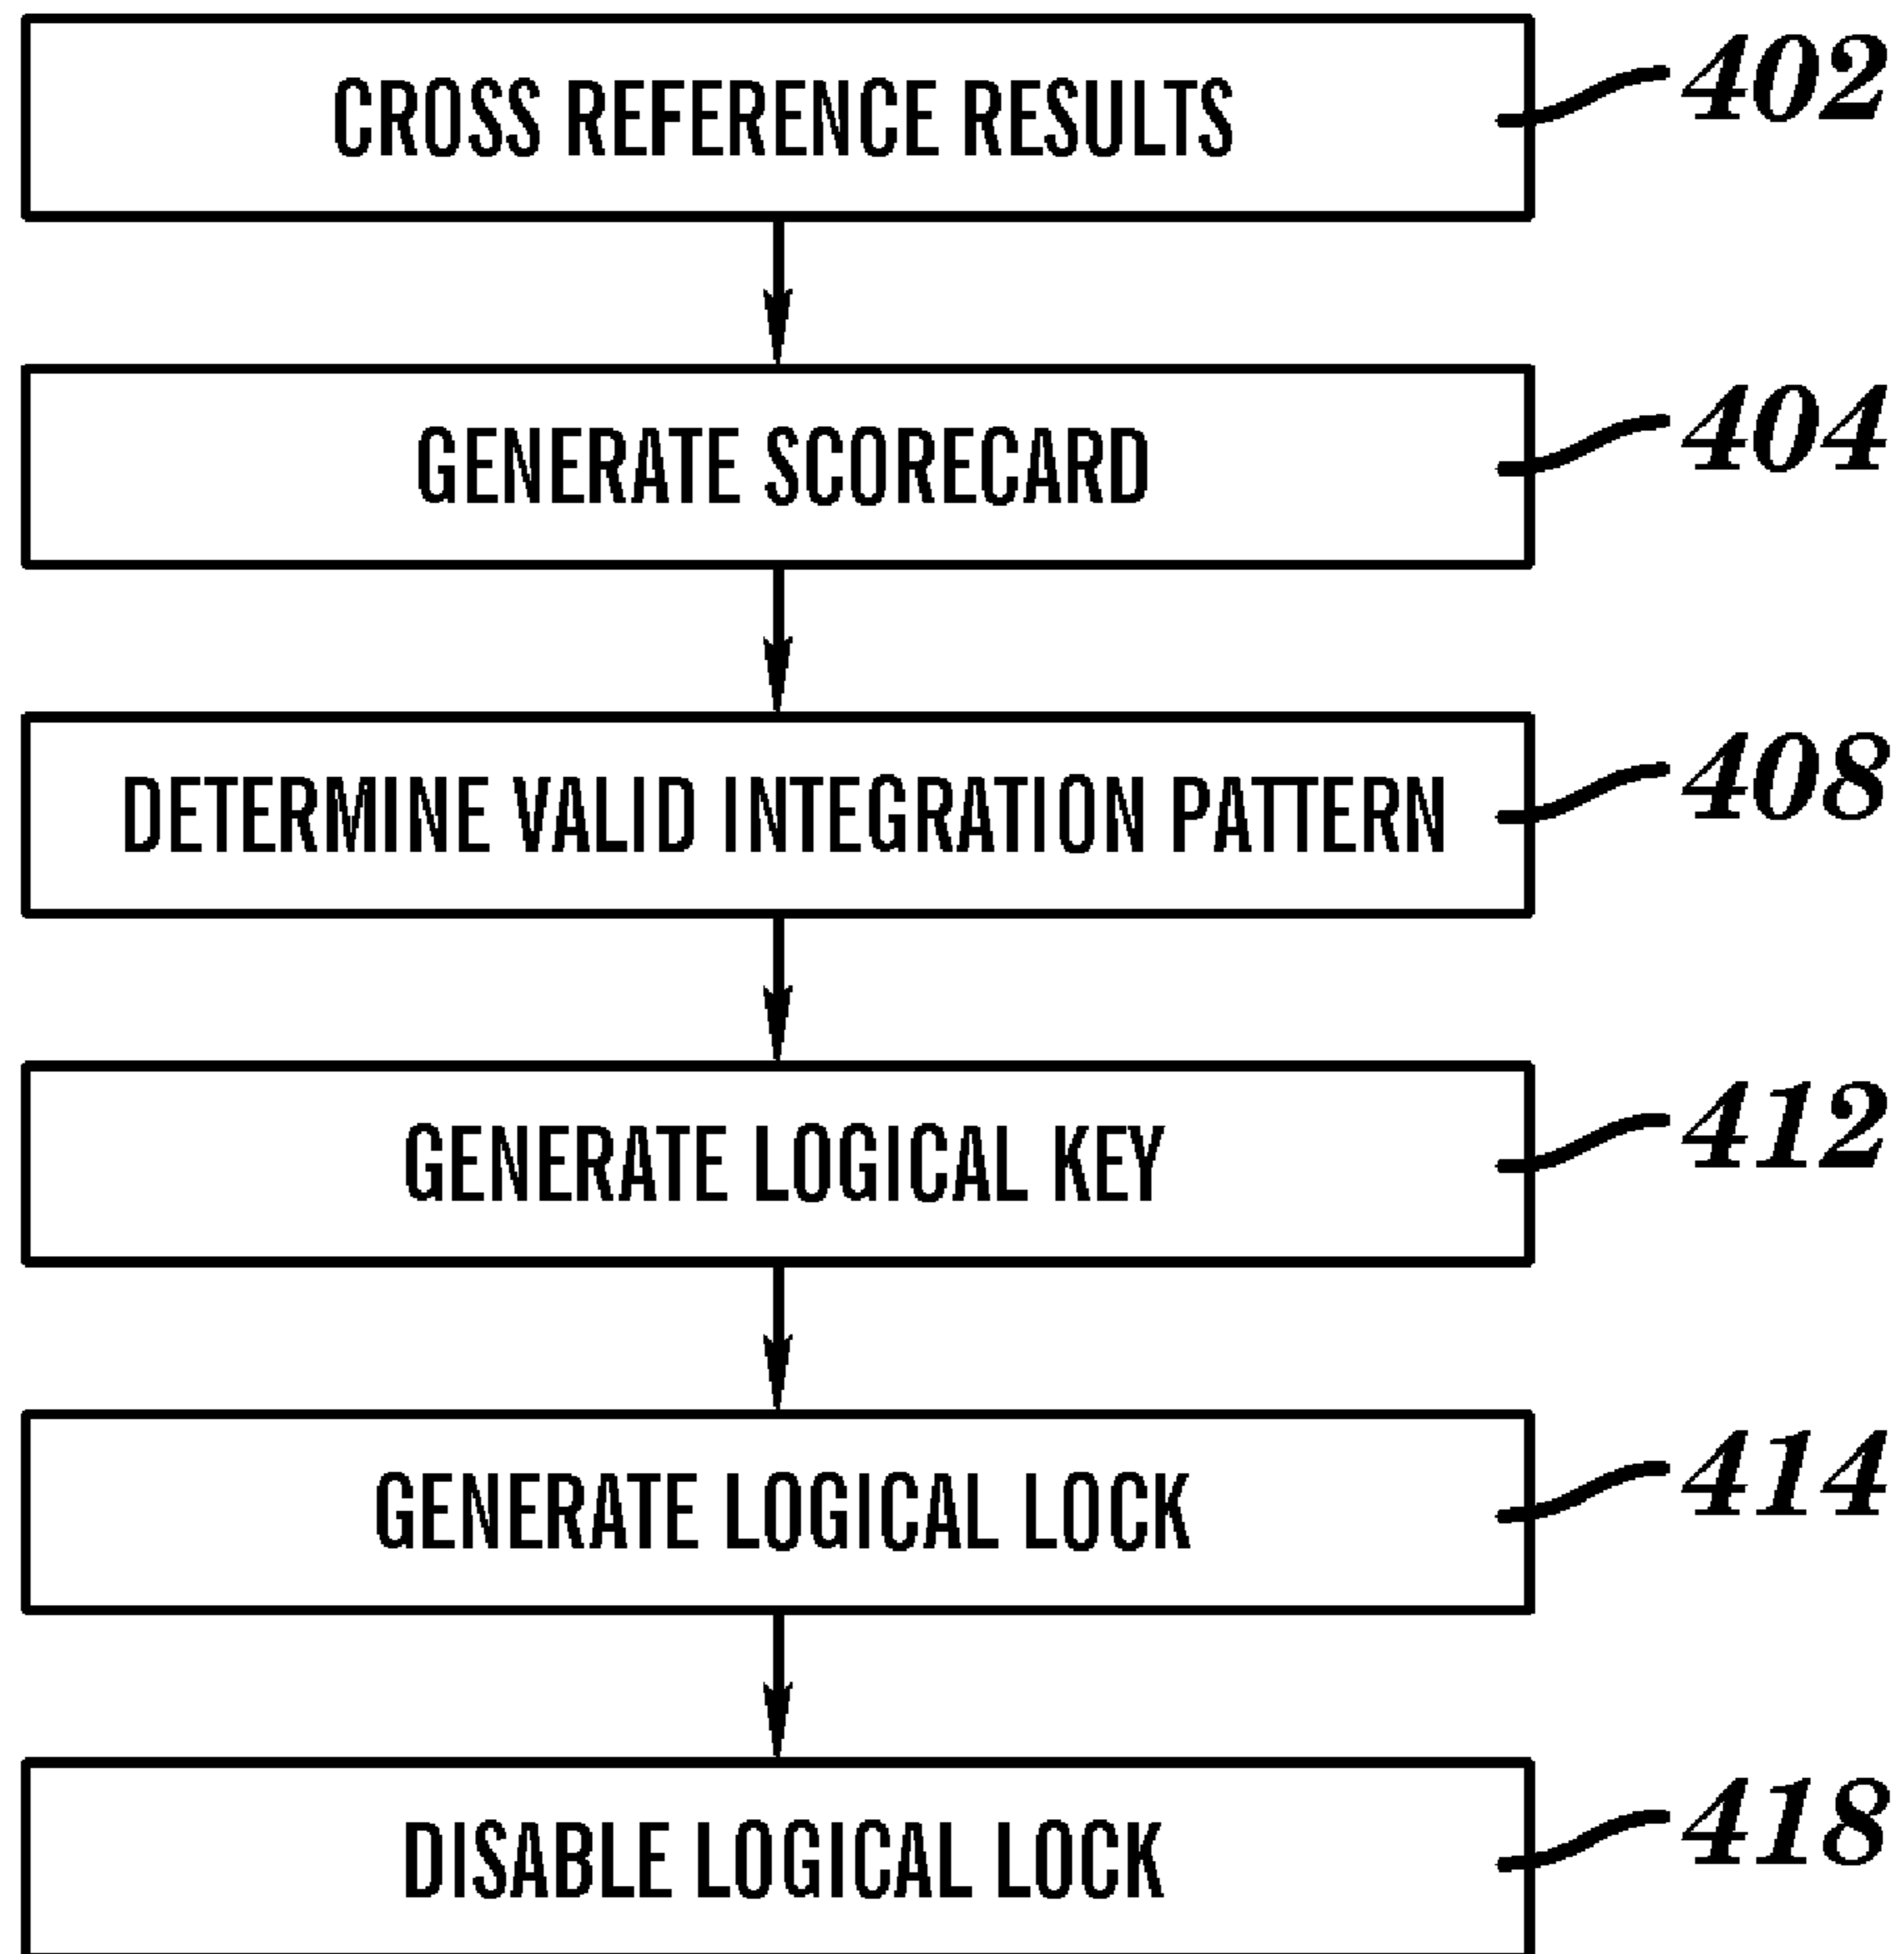 CROSS REFERENCE RESULTS 402
GENERATE SCORECARD 404
DETERMINE VALID INTEGRATION PATTERN 408
GENERATE LOGICAL KEY 412
GENERATE LOGICAL LOCK 414
DISABLE LOGICAL LOCK 418